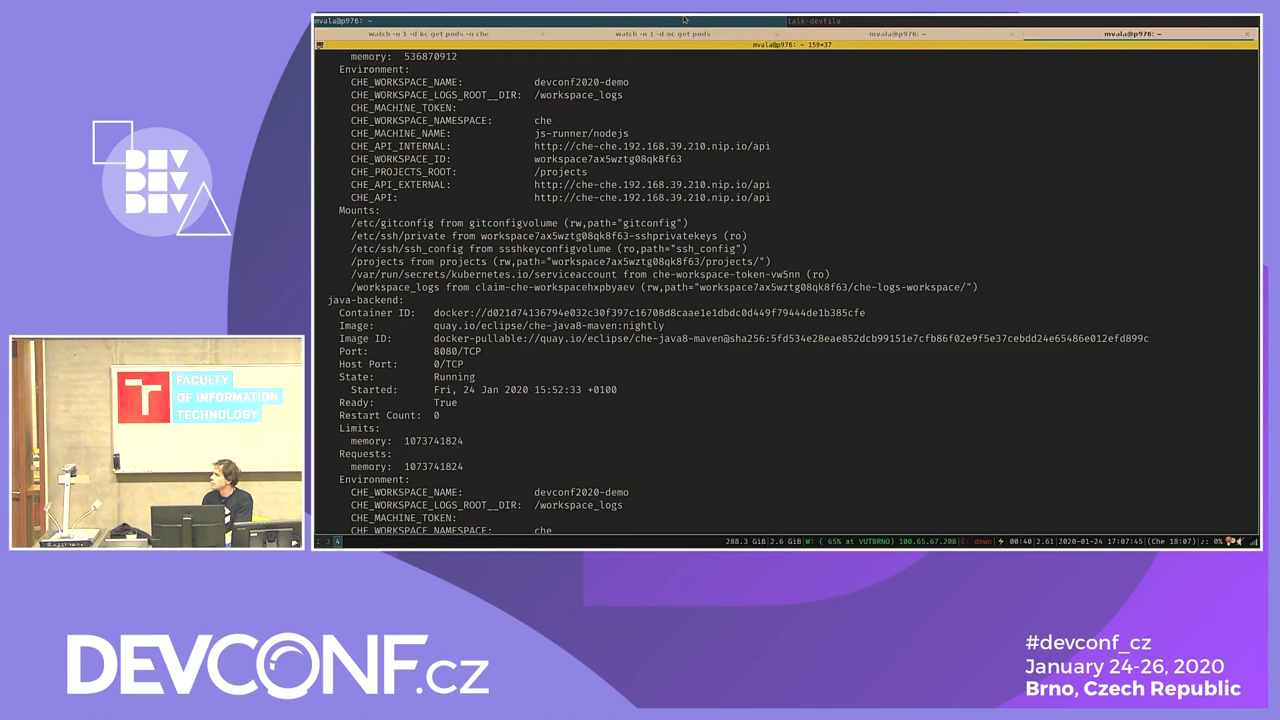 mvala@p976: ~
talk-devfile
watch -n 1 -d kc get pods -n che
watch -n 1 -d oc get pods
mvala@p976: ~
mvala@p976: ~
mvala@p976: ~ 159×37
memory: 536870912
Environment:
CHE_WORKSPACE_NAME: devconf2020-demo
CHE_WORKSPACE_LOGS_ROOT__DIR: /workspace_logs
CHE_MACHINE_TOKEN:
CHE_WORKSPACE_NAMESPACE: che
CHE_MACHINE_NAME: js-runner/nodejs
CHE_API_INTERNAL: http://che-che.192.168.39.210.nip.io/api
CHE_WORKSPACE_ID: workspace7ax5wztg08qk8f63
CHE_PROJECTS_ROOT: /projects
CHE_API_EXTERNAL: http://che-che.192.168.39.210.nip.io/api
CHE_API: http://che-che.192.168.39.210.nip.io/api
Mounts:
/etc/gitconfig from gitconfigvolume (rw,path="gitconfig")
/etc/ssh/private from workspace7ax5wztg08qk8f63-sshprivatekeys (ro)
/etc/ssh/ssh_config from ssshkeyconfigvolume (ro,path="ssh_config")
/projects from projects (rw,path="workspace7ax5wztg08qk8f63/projects/")
/var/run/secrets/kubernetes.io/serviceaccount from che-workspace-token-vw5nn (ro)
/workspace_logs from claim-che-workspacehxpbyaev (rw,path="workspace7ax5wztg08qk8f63/che-logs-workspace/")
java-backend:
Container ID: docker://d021d74136794e032c30f397c16708d8caae1e1dbdc0d449f79444de1b385cfe
Image: quay.io/eclipse/che-java8-maven:nightly
Image ID: docker-pullable://quay.io/eclipse/che-java8-maven@sha256:5fd534e28eae852dcb99151e7cfb86f02e9f5e37cebdd24e65486e012efd899c
Port: 8080/TCP
Host Port: 0/TCP
State: Running
Started: Fri, 24 Jan 2020 15:52:33 +0100
Ready: True
Restart Count: 0
Limits:
memory: 1073741824
Requests:
memory: 1073741824
Environment:
CHE_WORKSPACE_NAME: devconf2020-demo
CHE_WORKSPACE_LOGS_ROOT__DIR: /workspace_logs
CHE_MACHINE_TOKEN:
CHE_WORKSPACE_NAMESPACE: che
1 3 4
288.3 GiB|2.6 GiB|W: ( 65% at VUTBRNO) 100.65.67.208|E: down| 00:40|2.61|2020-01-24 17:07:45|(Che 18:07)|♪: 0%
DEV
DEV
DEV
FACULTY
OF INFORMATION
TECHNOLOGY
DEVCONF.cz
#devconf_cz
January 24-26, 2020
Brno, Czech Republic